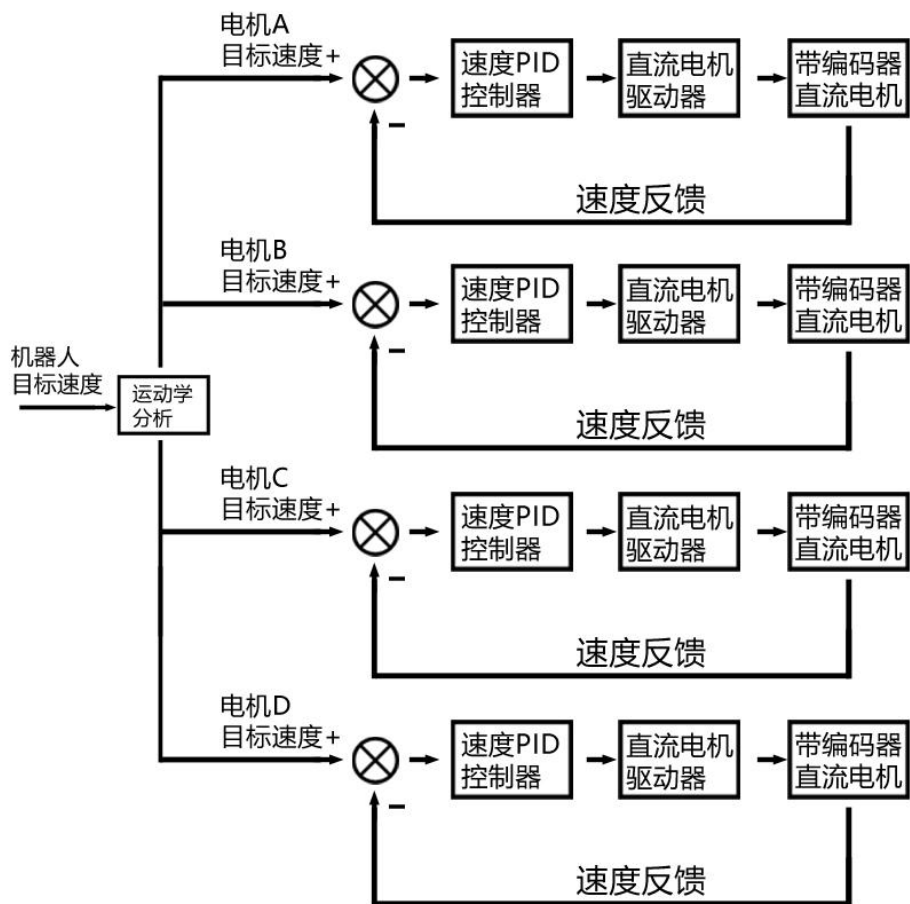 电机A
目标速度+
速度PID
控制器
直流电机
驱动器
带编码器
直流电机
-
速度反馈
电机B
目标速度+
速度PID
控制器
直流电机
驱动器
带编码器
直流电机
-
速度反馈
机器人
目标速度
运动学
分析
电机C
目标速度+
速度PID
控制器
直流电机
驱动器
带编码器
直流电机
-
速度反馈
电机D
目标速度+
速度PID
控制器
直流电机
驱动器
带编码器
直流电机
-
速度反馈